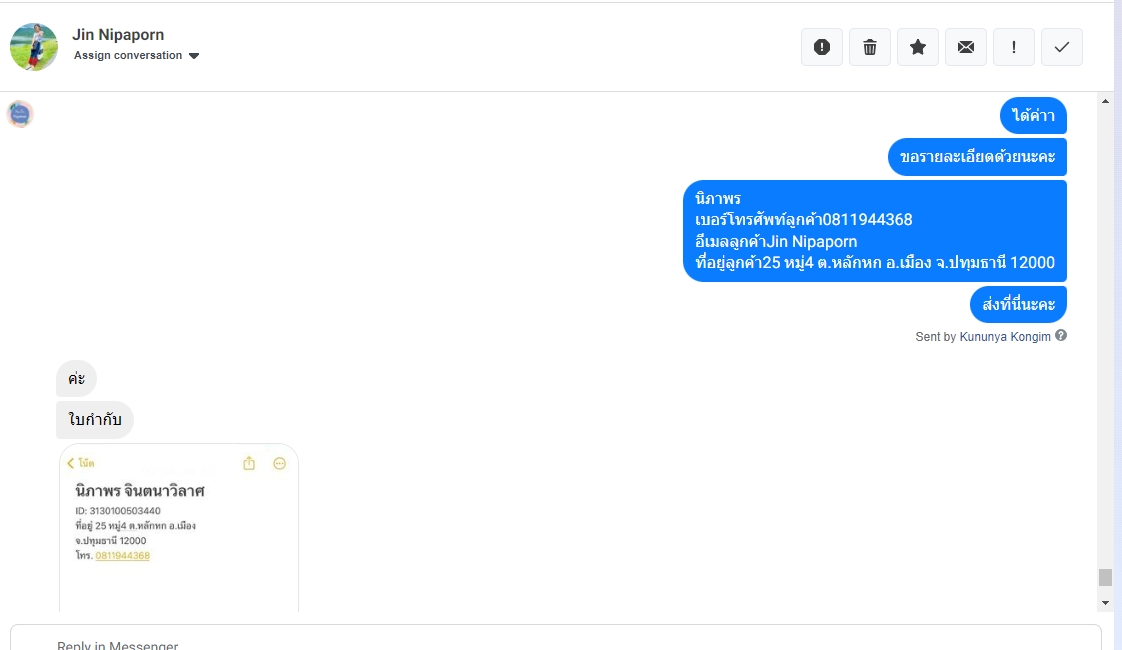 Jin Nipaporn
Assign conversation
ได้ค่าา
ขอรายละเอียดด้วยนะคะ
นิภาพร
เบอร์โทรศัพท์ลูกค้า0811944368
อีเมลลูกค้าJin Nipaporn
ที่อยู่ลูกค้า25 หมู่4 ต.หลักหก อ.เมือง จ.ปทุมธานี 12000
ส่งที่นี่นะคะ
Sent by Kununya Kongim
ค่ะ
ใบกำกับ
โน้ต
นิภาพร จินตนาวิลาศ
ID: 3130100503440
ที่อยู่ 25 หมู่4 ต.หลักหก อ.เมือง
จ.ปทุมธานี 12000
โทร. 0811944368
Reply in Messenger